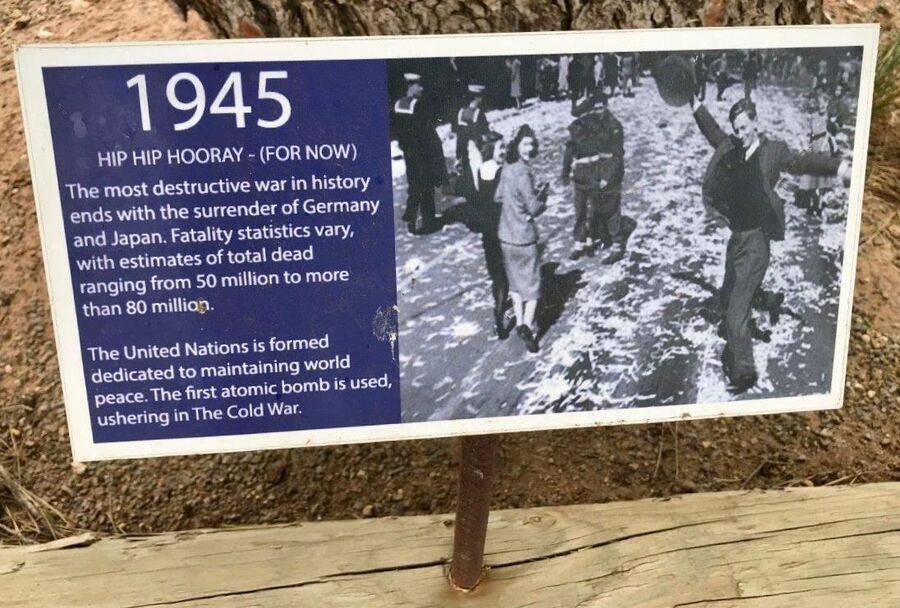 1945
HIP HIP HOORAY - (FOR NOW)
The most destructive war in history
ends with the surrender of Germany
and Japan. Fatality statistics vary,
with estimates of total dead
ranging from 50 million to more
than 80 million.
The United Nations is formed
dedicated to maintaining world
peace. The first atomic bomb is used,
ushering in The Cold War.